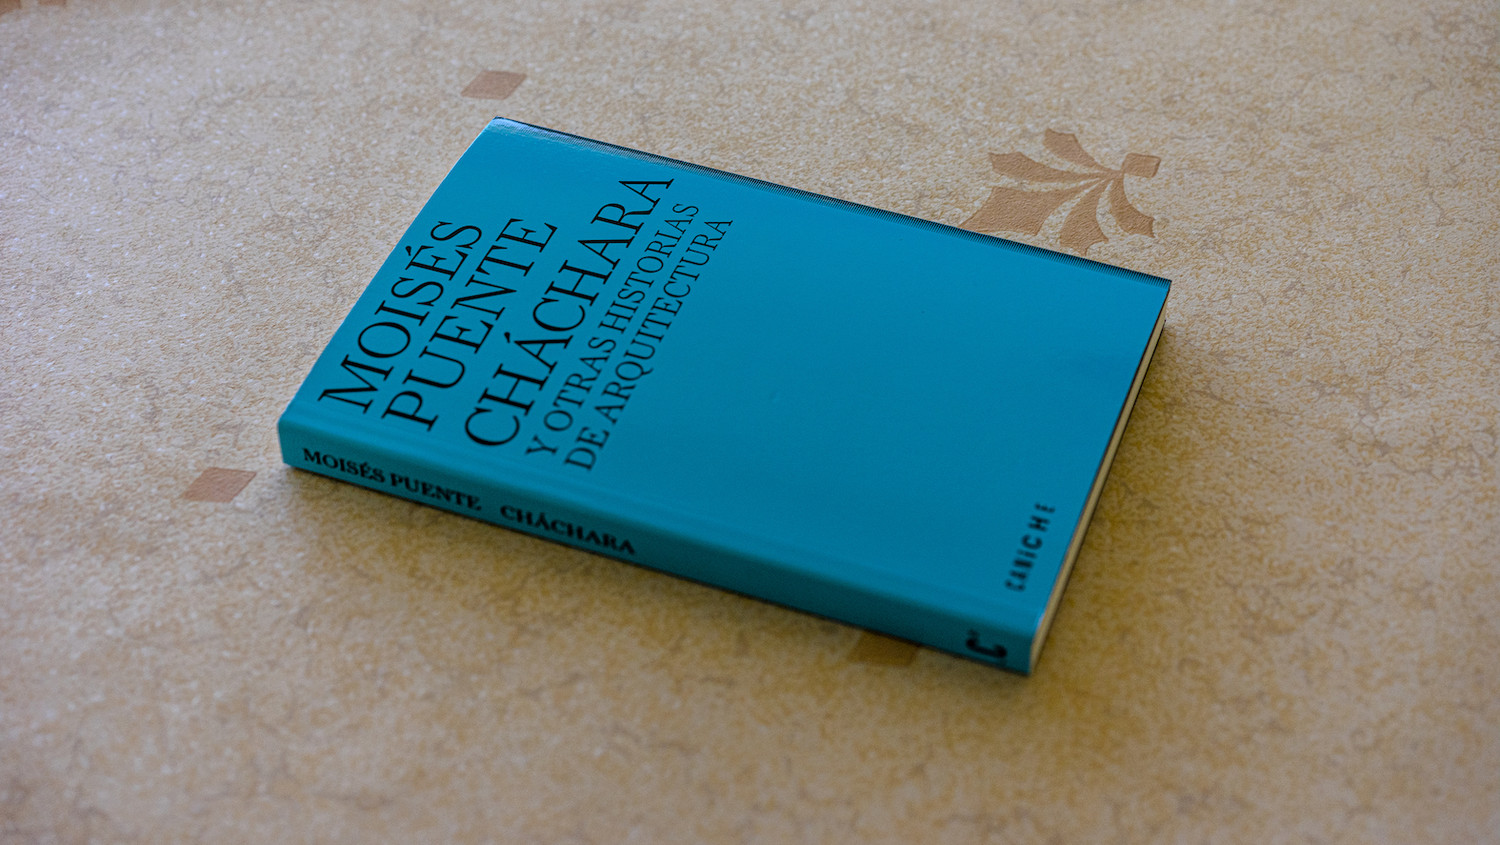 MOISÉS
PUENTE
CHÁCHARA
Y OTRAS HISTORIAS
DE ARQUITECTURA
CANICHE
MOISÉS PUENTE CHÁCHARA
C